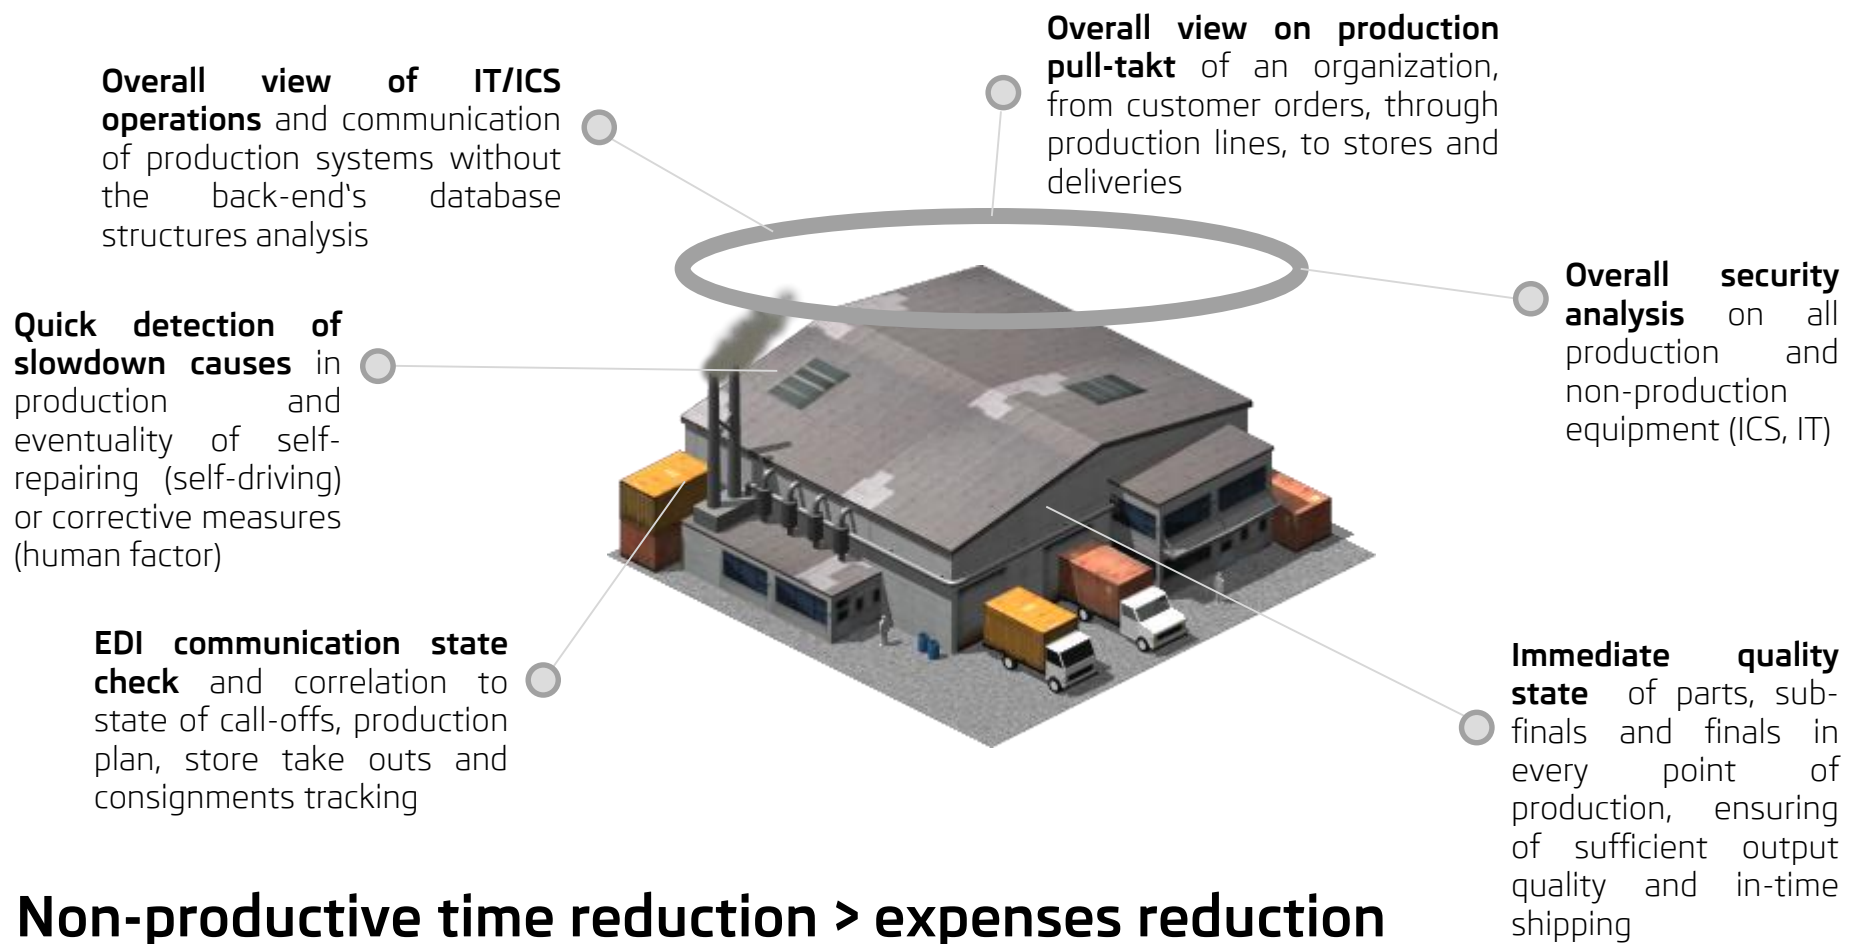 Overall view of IT/ICS
operations and communication
of production systems without
the back-end's database
structures analysis
Overall view on production
pull-takt of an organization,
from customer orders, through
production lines, to stores and
deliveries
Quick detection of
slowdown causes in
production and
eventuality of self-
repairing (self-driving)
or corrective measures
(human factor)
Overall security
analysis on all
production and
non-production
equipment (ICS, IT)
EDI communication state
check and correlation to
state of call-offs, production
plan, store take outs and
consignments tracking
Immediate quality
state of parts, sub-
finals and finals in
every point of
production, ensuring
of sufficient output
quality and in-time
shipping
Non-productive time reduction > expenses reduction